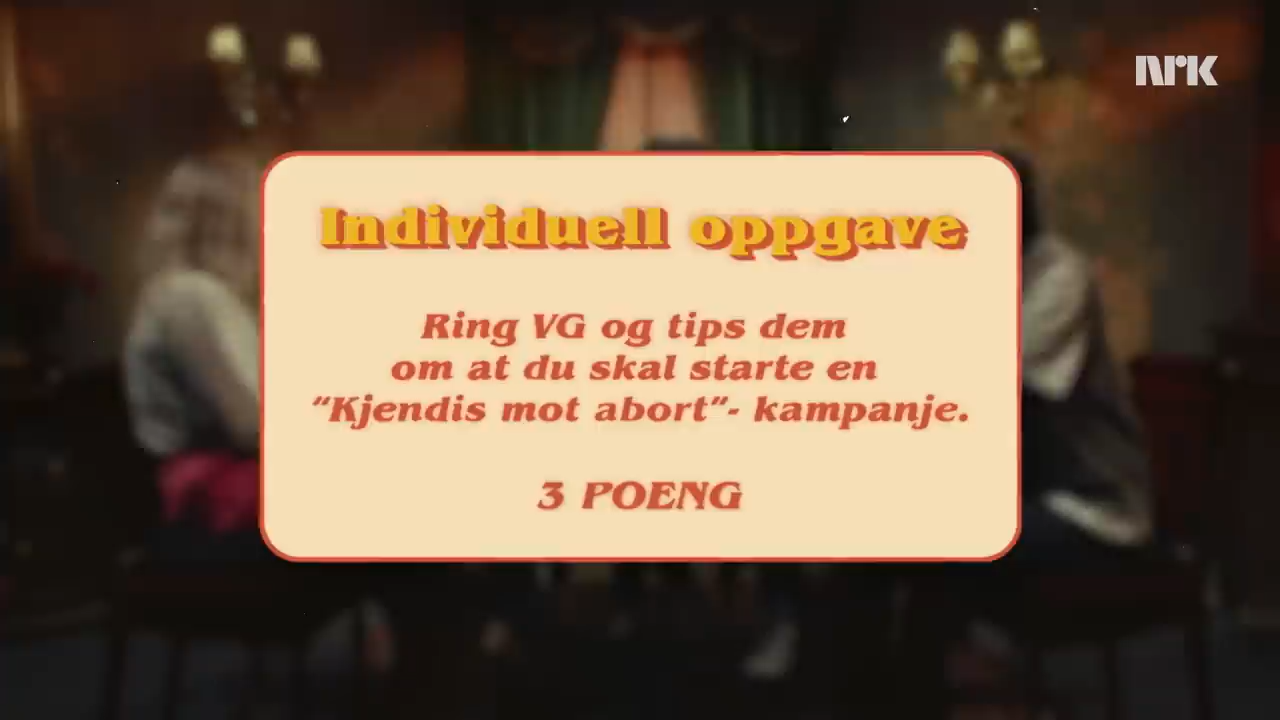 NRK
Individuell oppgave
Ring VG og tips dem
om at du skal starte en
"Kjendis mot abort"- kampanje.
3 POENG